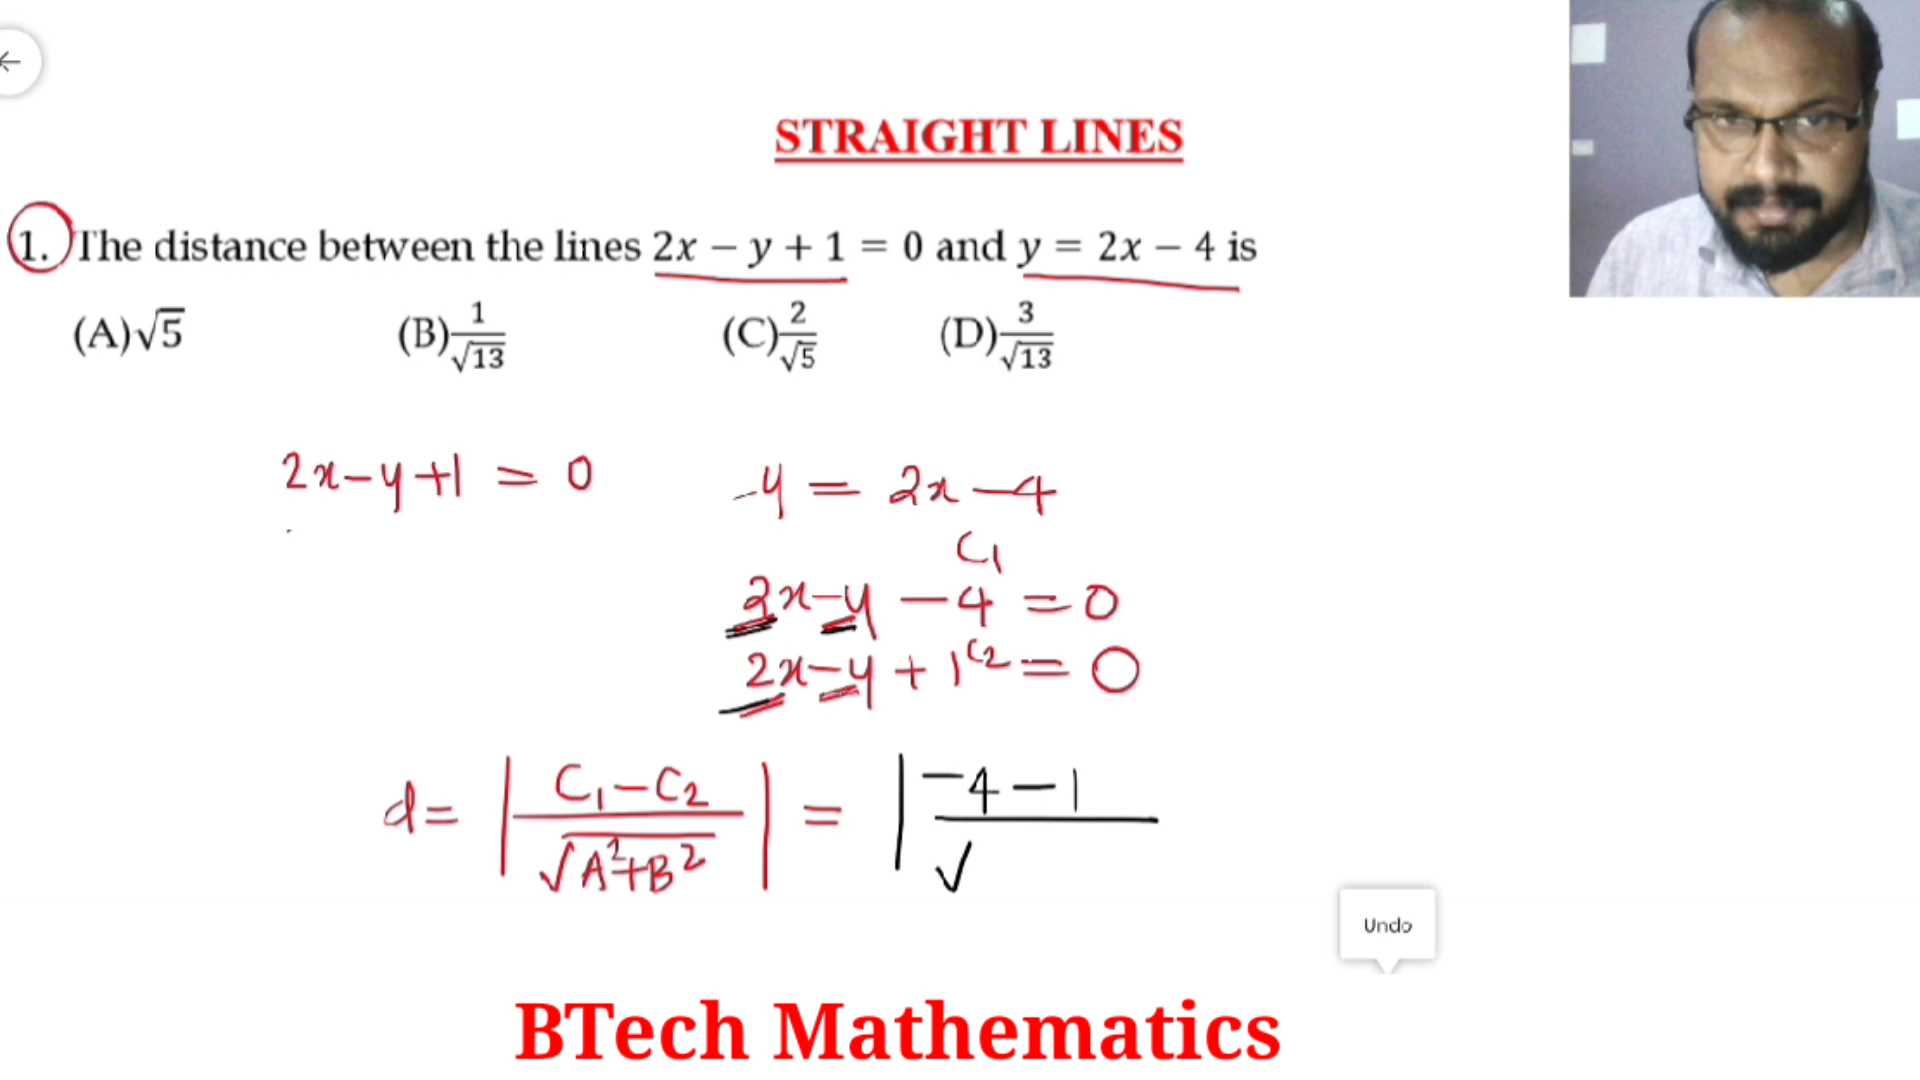 STRAIGHT LINES
1. The distance between the lines 2x − y + 1 = 0 and y = 2x − 4 is
(A)√5 (B) 1/√13 (C) 2/√5 (D) 3/√13
2x-y+1 = 0
-y = 2x-4
C1
2x-y -4 =0
2x-y+1 C2 = 0
d= | C1-C2 / √A²+B² | = | -4-1 / √
Undo
BTech Mathematics